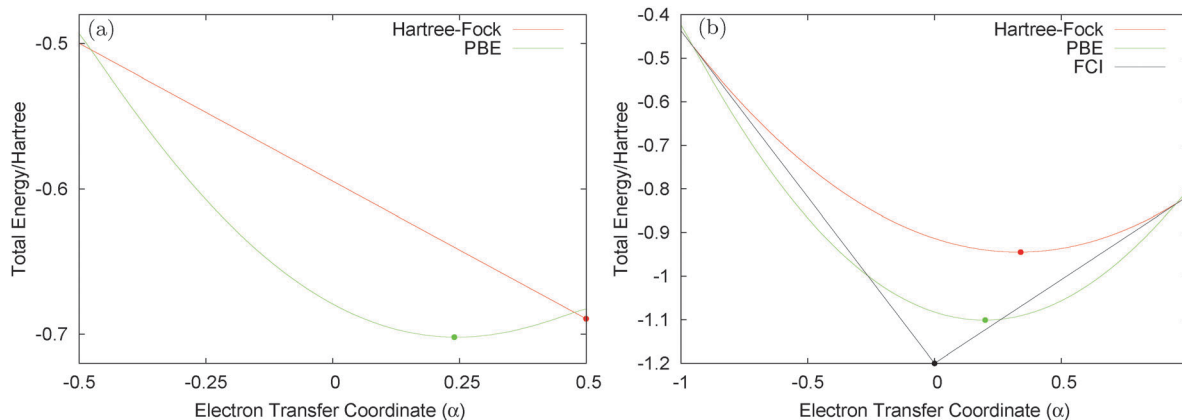 (a)
Hartree-Fock
PBE
-0.5
-0.6
-0.7
Total Energy/Hartree
-0.5
-0.25
0
0.25
0.5
Electron Transfer Coordinate (α)
(b)
Hartree-Fock
PBE
FCI
-0.4
-0.5
-0.6
-0.7
-0.8
-0.9
-1
-1.1
-1.2
Total Energy/Hartree
-1
-0.5
0
0.5
Electron Transfer Coordinate (α)